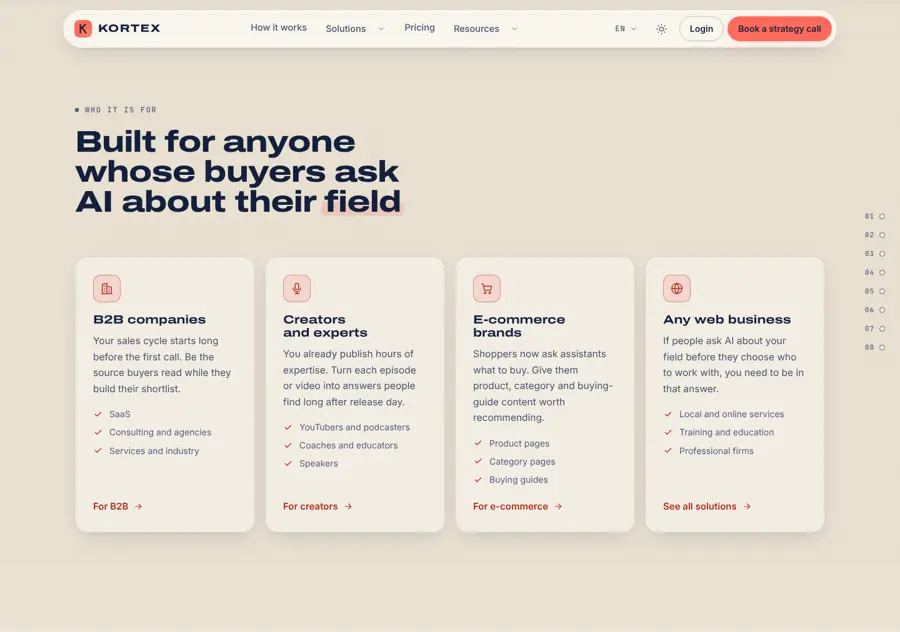 K KORTEX
How it works
Solutions
Pricing
Resources
EN
Login
Book a strategy call
WHO IT IS FOR
Built for anyone
whose buyers ask
AI about their field
01
02
03
04
05
06
07
08
B2B companies
Your sales cycle starts long
before the first call. Be the
source buyers read while they
build their shortlist.
SaaS
Consulting and agencies
Services and industry
For B2B →
Creators
and experts
You already publish hours of
expertise. Turn each episode
or video into answers people
find long after release day.
YouTubers and podcasters
Coaches and educators
Speakers
For creators →
E-commerce
brands
Shoppers now ask assistants
what to buy. Give them
product, category and buying-
guide content worth
recommending.
Product pages
Category pages
Buying guides
For e-commerce →
Any web business
If people ask AI about your
field before they choose who
to work with, you need to be in
that answer.
Local and online services
Training and education
Professional firms
See all solutions →